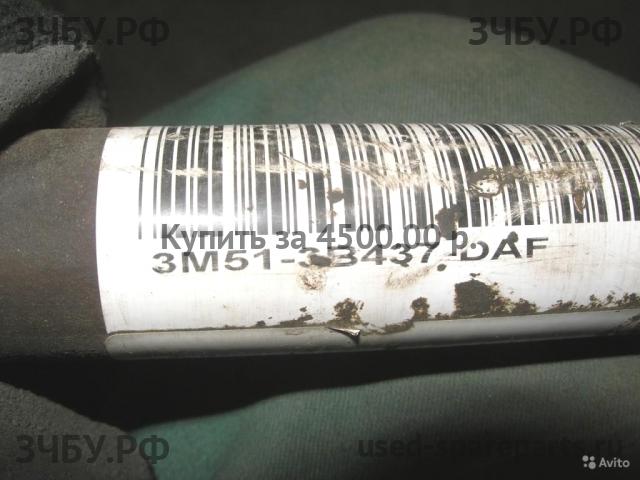 ЗЧБУ.РФ
ЗЧБУ.РФ
Купить за 4500.00 р.
3M51-3B437-DAF
ЗЧБУ.РФ
used-spareparts.ru
Avito